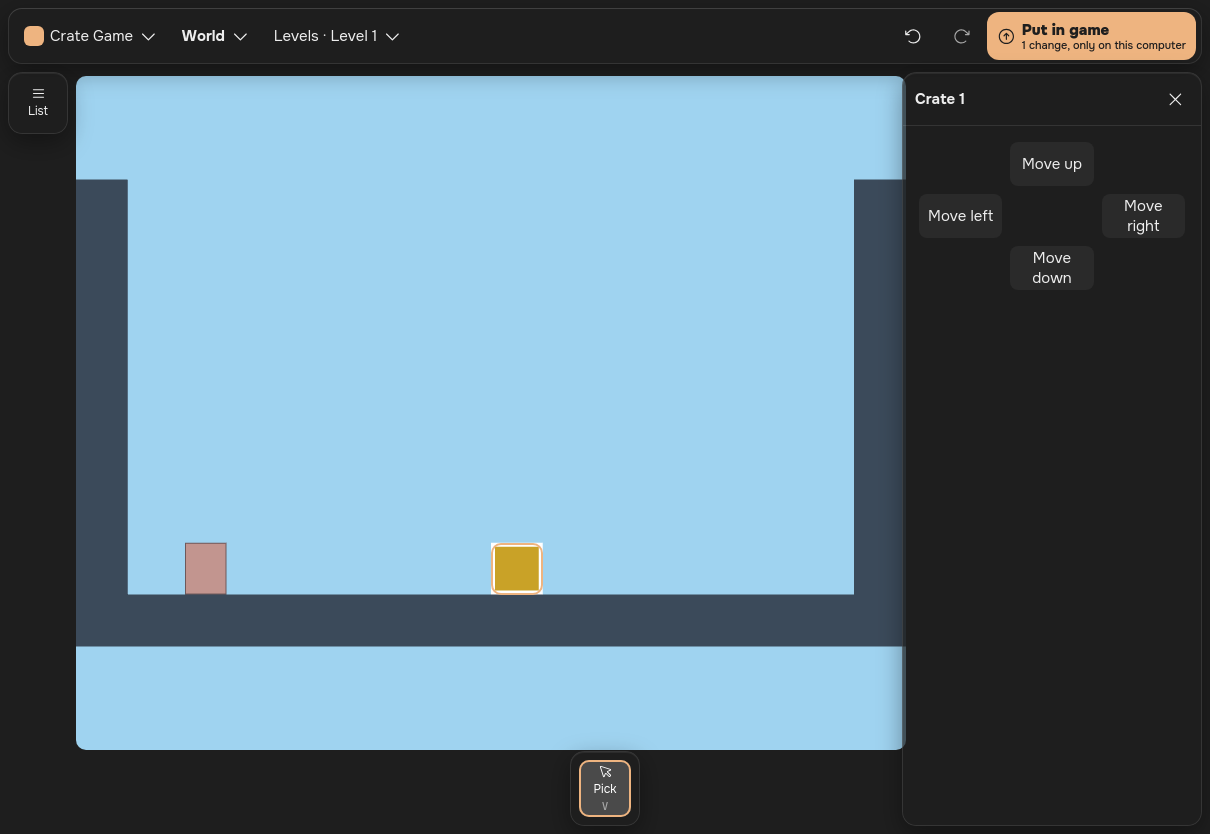 Crate Game
World
Levels · Level 1
Put in game
1 change, only on this computer
List
Crate 1
Move up
Move left
Move
right
Move
down
Pick
V